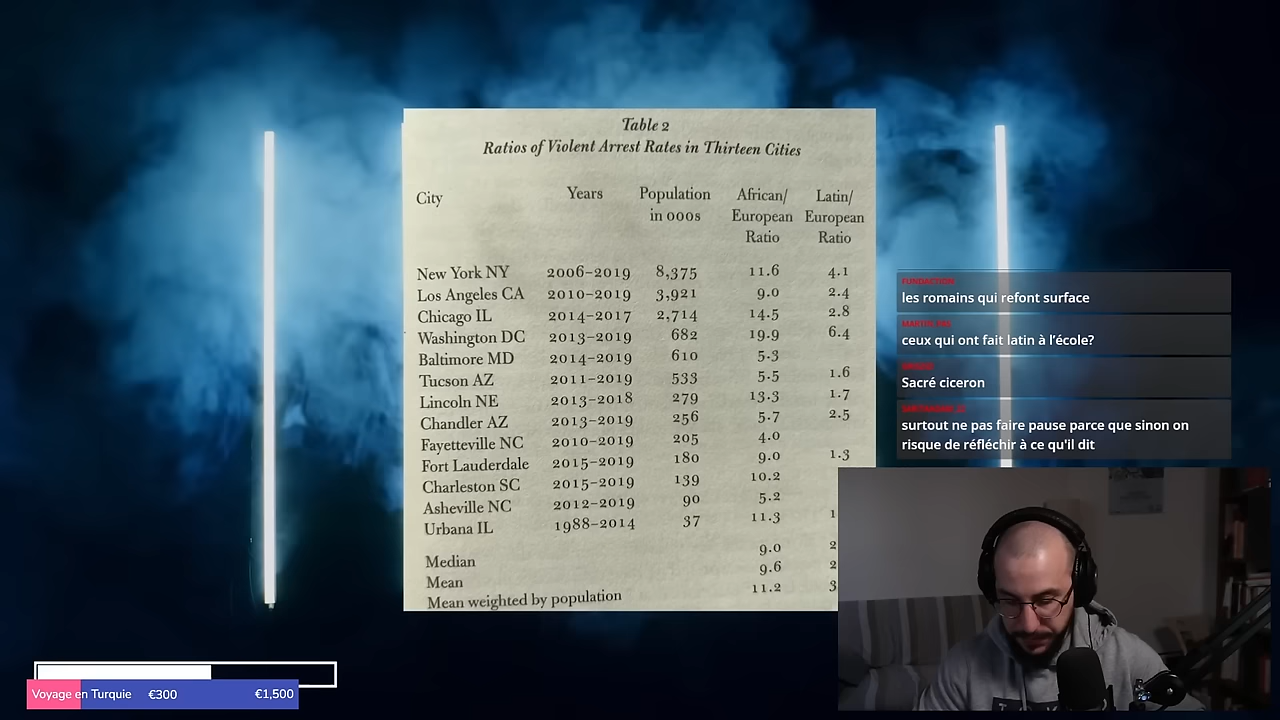 Table 2
Ratios of Violent Arrest Rates in Thirteen Cities
City Years Population in 000s African/ European Ratio Latin/ European Ratio
New York NY 2006–2019 8,375 11.6 4.1
Los Angeles CA 2010–2019 3,921 9.0 2.4
Chicago IL 2014–2017 2,714 14.5 2.8
Washington DC 2013–2019 682 19.9 6.4
Baltimore MD 2014–2019 610 5.3
Tucson AZ 2011–2019 533 5.5 1.6
Lincoln NE 2013–2018 279 13.3 1.7
Chandler AZ 2013–2019 256 5.7 2.5
Fayetteville NC 2010–2019 205 4.0
Fort Lauderdale 2015–2019 180 9.0 1.3
Charleston SC 2015–2019 139 10.2
Asheville NC 2012–2019 90 5.2
Urbana IL 1988–2014 37 11.3 1
Median 9.0 2
Mean 9.6 2
Mean weighted by population 11.2 3
les romains qui refont surface
ceux qui ont fait latin à l'école?
Sacré ciceron
surtout ne pas faire pause parce que sinon on
risque de réfléchir à ce qu'il dit
Voyage en Turquie €300 €1,500